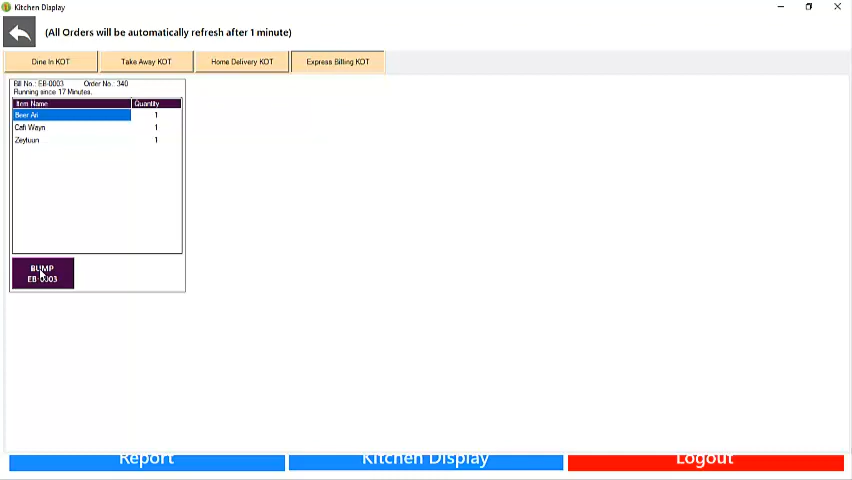 Kitchen Display
(All Orders will be automatically refresh after 1 minute)
Dine In KOT
Take Away KOT
Home Delivery KOT
Express Billing KOT
Bill No.: EB-0003 Order No.: 340
Running since 17 Minutes.
Item Name Quantity
Beer Ari 1
Cafi Wayn 1
Zeytuun 1
BUMP
EB-0003
Report
Kitchen Display
Logout